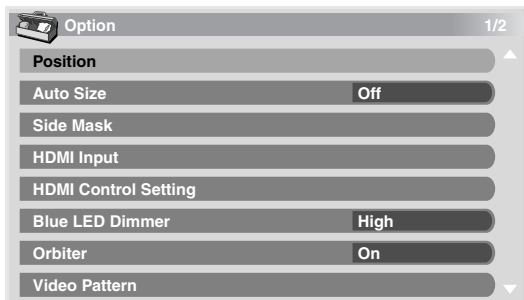 Option 1/2
Position
Auto Size Off
Side Mask
HDMI Input
HDMI Control Setting
Blue LED Dimmer High
Orbiter On
Video Pattern